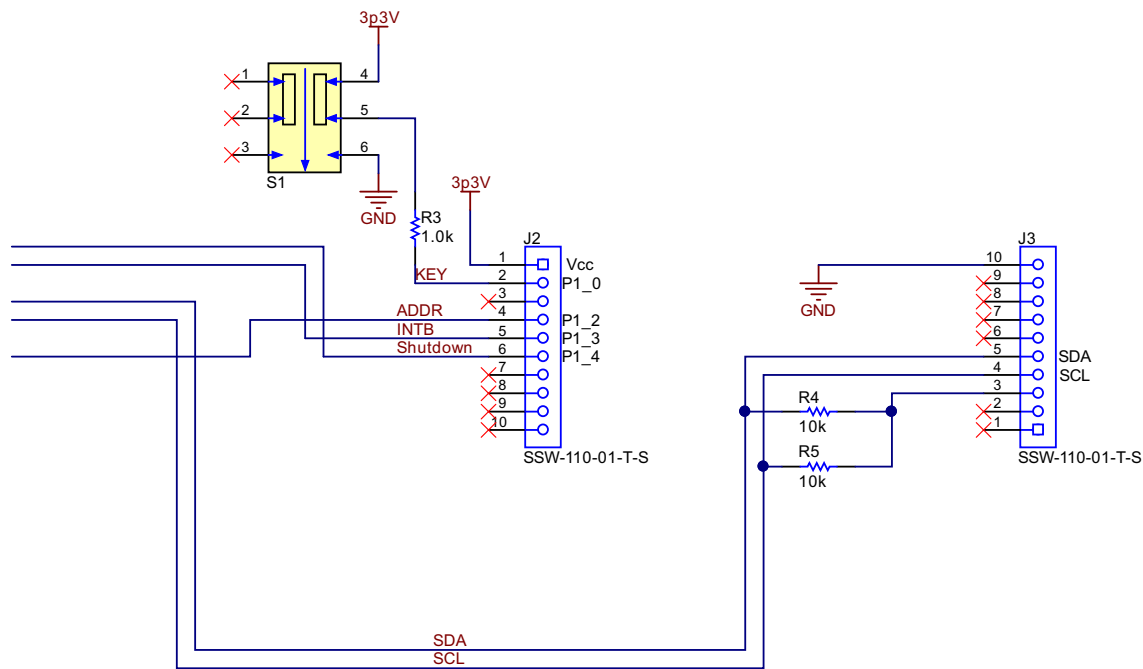 3p3V
1
4
2
5
3
6
S1
GND
3p3V
R3
1.0k
J2
1
Vcc
KEY
2
P1_0
3
ADDR
4
P1_2
INTB
5
P1_3
Shutdown
6
P1_4
7
8
9
10
SSW-110-01-T-S
J3
10
9
8
7
6
5
SDA
4
SCL
3
2
1
SSW-110-01-T-S
GND
R4
10k
R5
10k
SDA
SCL